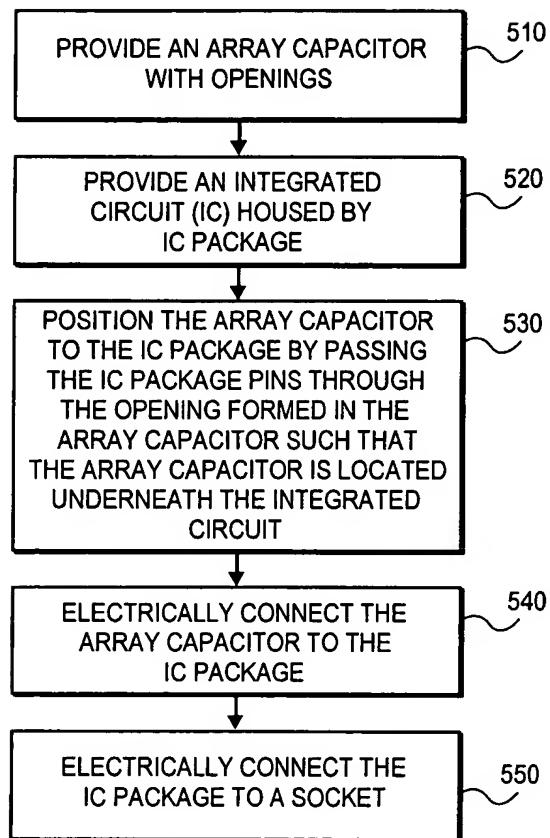 PROVIDE AN ARRAY CAPACITOR
WITH OPENINGS
510
PROVIDE AN INTEGRATED
CIRCUIT (IC) HOUSED BY
IC PACKAGE
520
POSITION THE ARRAY CAPACITOR
TO THE IC PACKAGE BY PASSING
THE IC PACKAGE PINS THROUGH
THE OPENING FORMED IN THE
ARRAY CAPACITOR SUCH THAT
THE ARRAY CAPACITOR IS LOCATED
UNDERNEATH THE INTEGRATED
CIRCUIT
530
ELECTRICALLY CONNECT THE
ARRAY CAPACITOR TO THE
IC PACKAGE
540
ELECTRICALLY CONNECT THE
IC PACKAGE TO A SOCKET
550